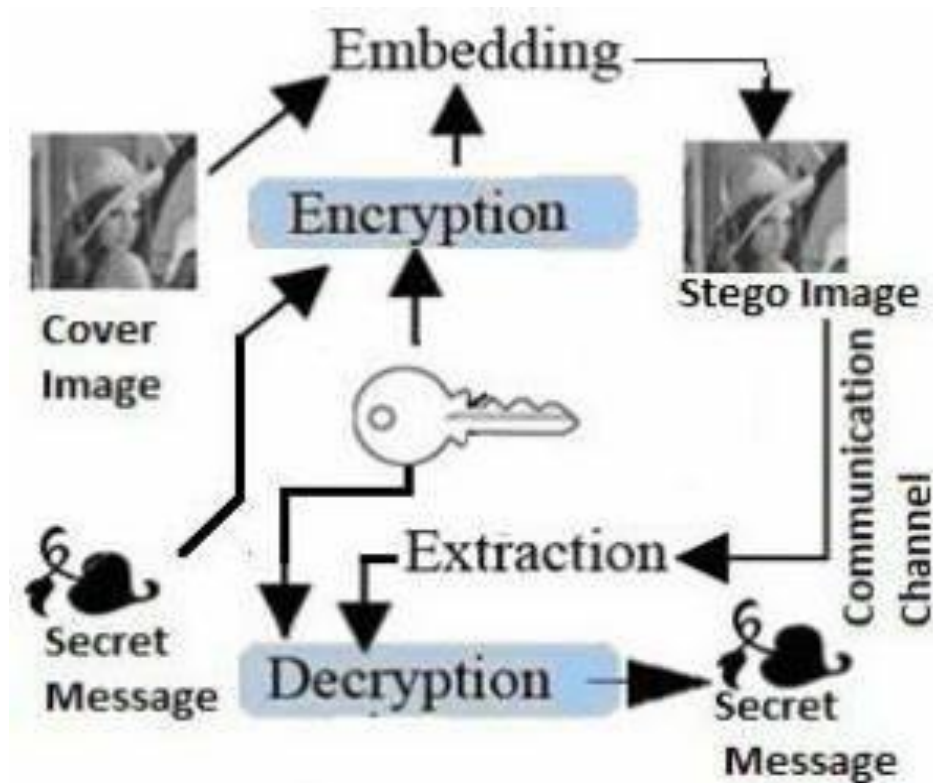 Embedding
Encryption
Cover
Image
Stego Image
Communication
Channel
Extraction
Secret
Message
Decryption
Secret
Message